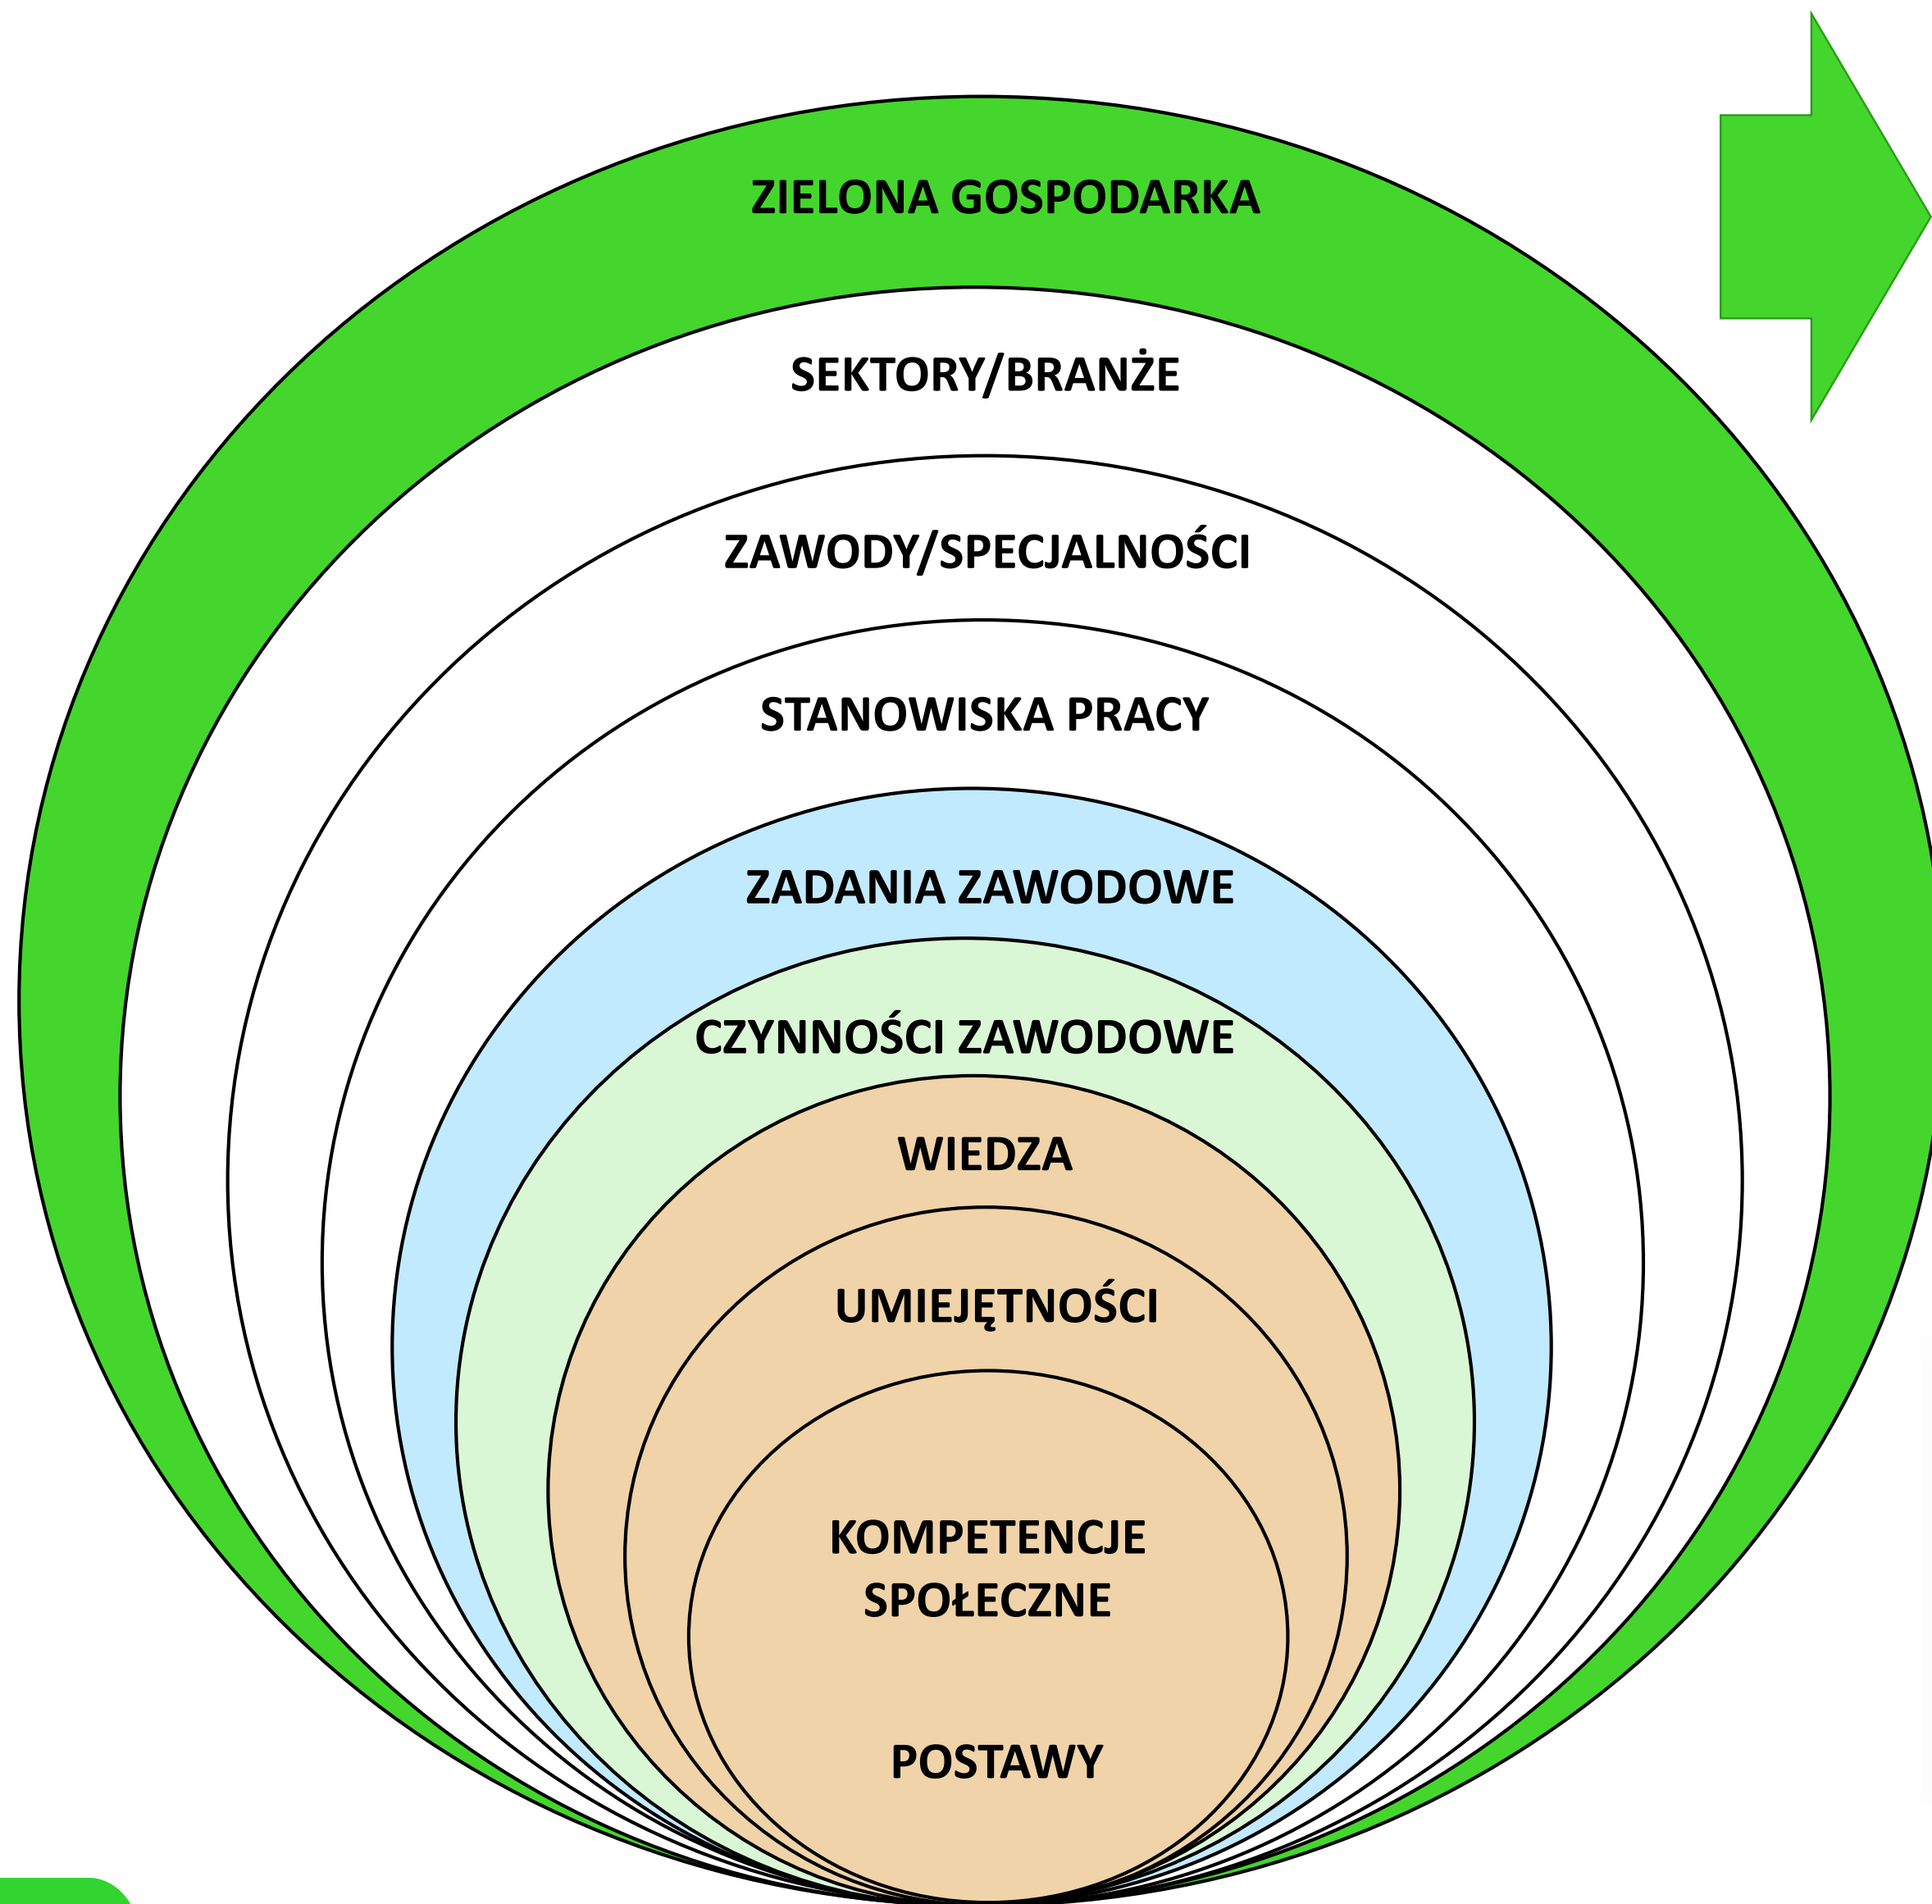 ZIELONA GOSPODARKA
SEKTORY/BRANŻE
ZAWODY/SPECJALNOŚCI
STANOWISKA PRACY
ZADANIA ZAWODOWE
CZYNNOŚCI ZAWODOWE
WIEDZA
UMIEJĘTNOŚCI
KOMPETENCJE
SPOŁECZNE
POSTAWY